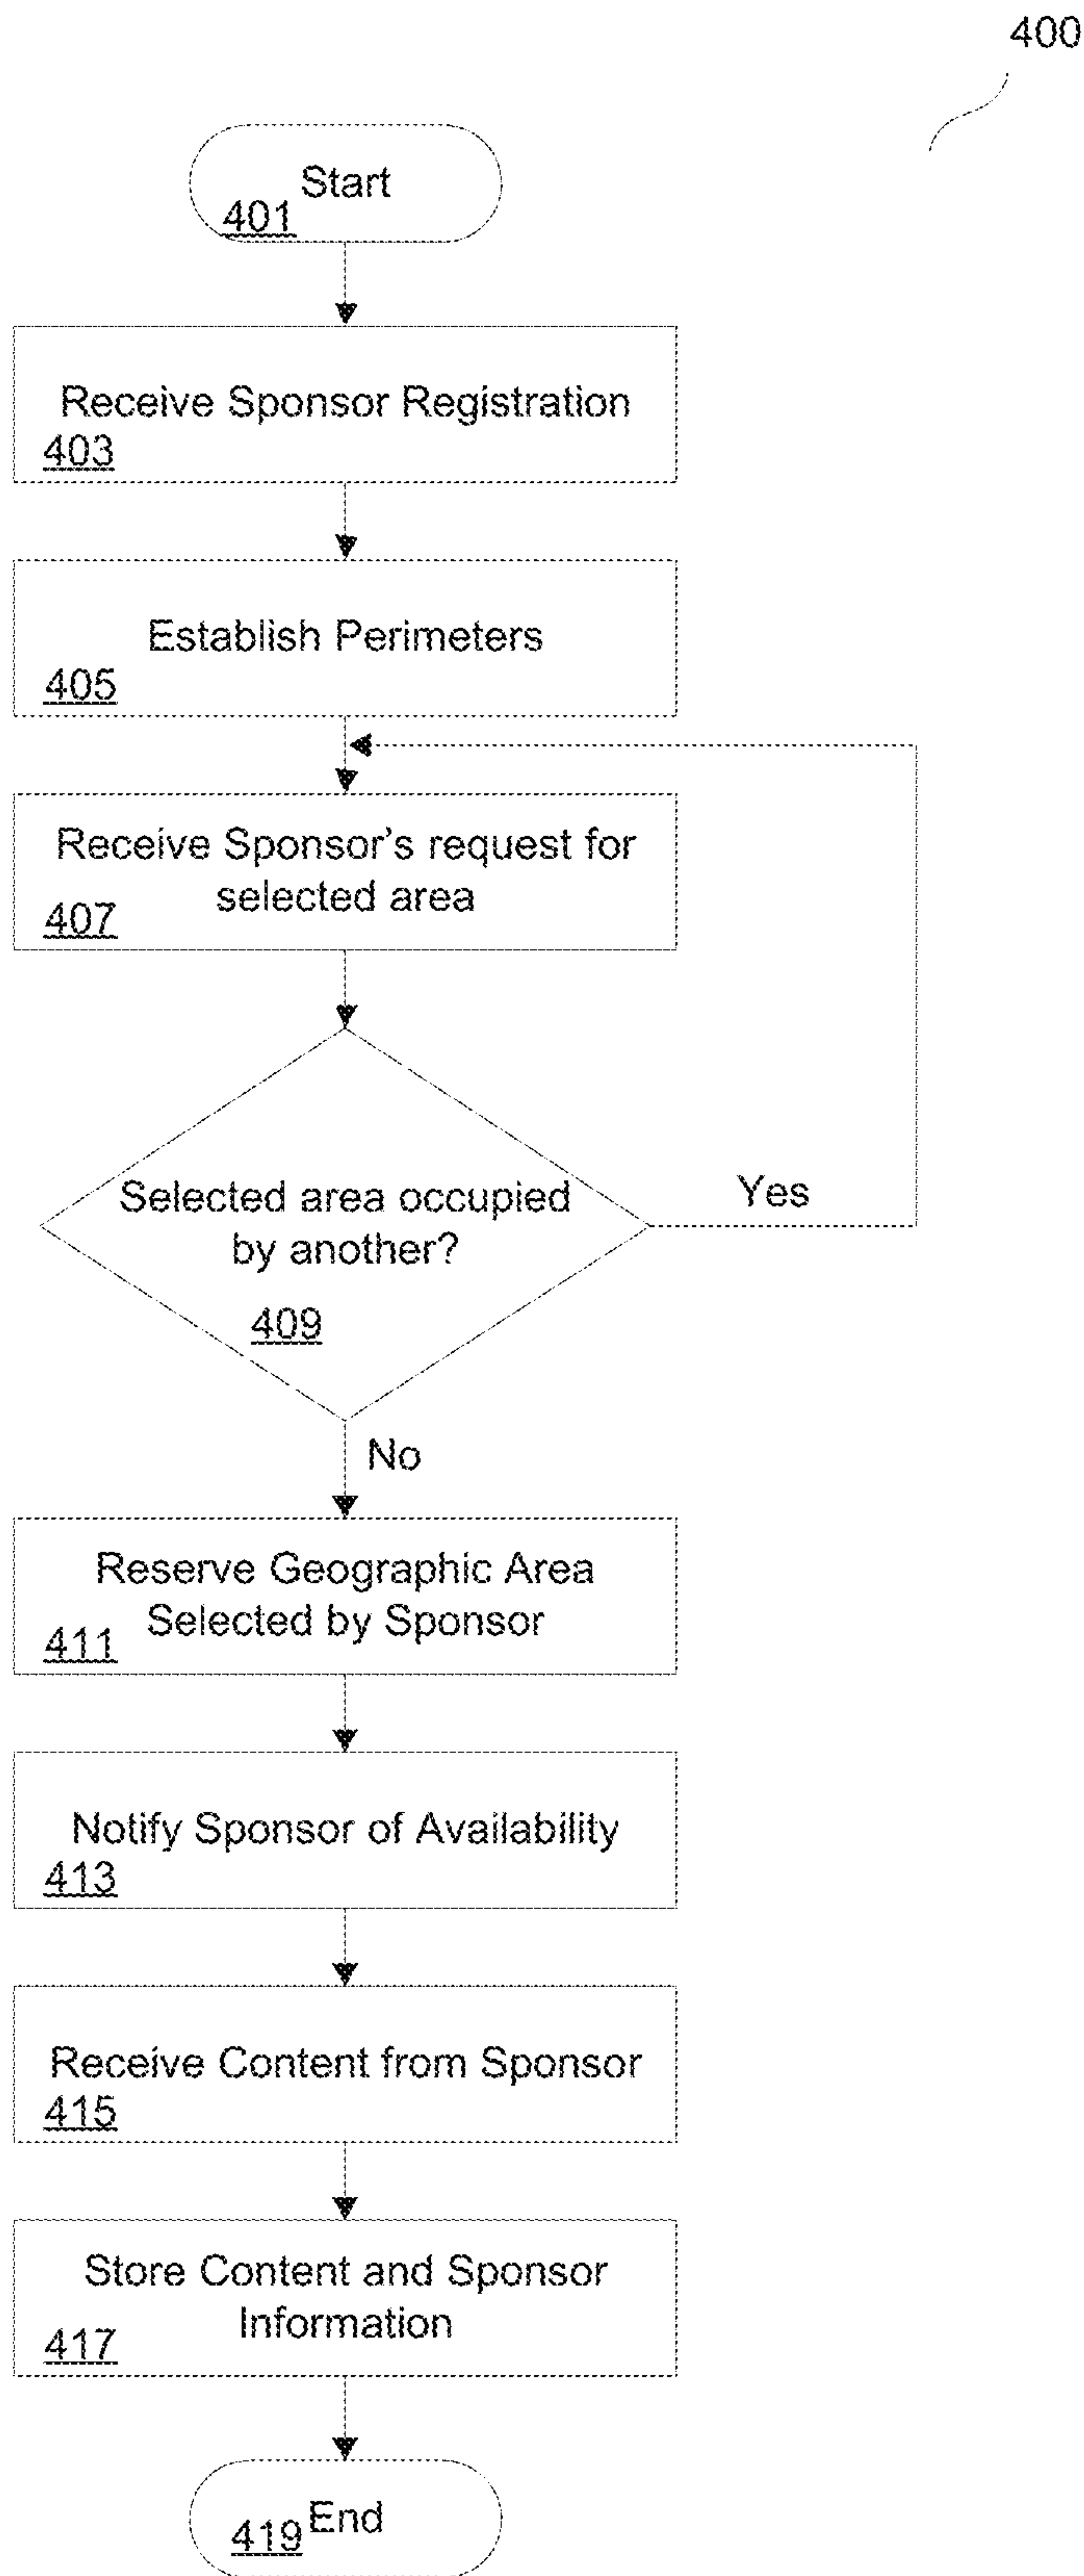 400
Start
401
Receive Sponsor Registration
403
Establish Perimeters
405
Receive Sponsor's request for
selected area
407
Selected area occupied
by another?
409
Yes
No
Reserve Geographic Area
Selected by Sponsor
411
Notify Sponsor of Availability
413
Receive Content from Sponsor
415
Store Content and Sponsor
Information
417
End
419